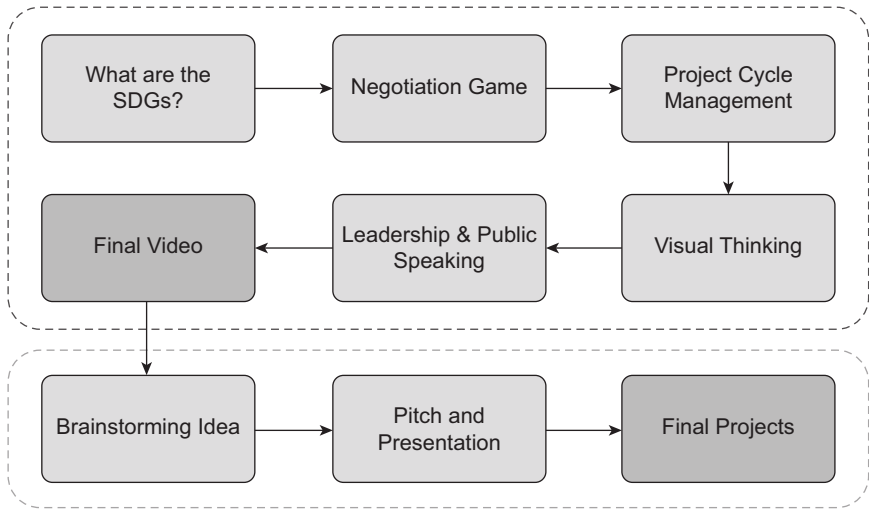 What are the
SDGs?
Negotiation Game
Project Cycle
Management
Final Video
Leadership & Public
Speaking
Visual Thinking
Brainstorming Idea
Pitch and
Presentation
Final Projects